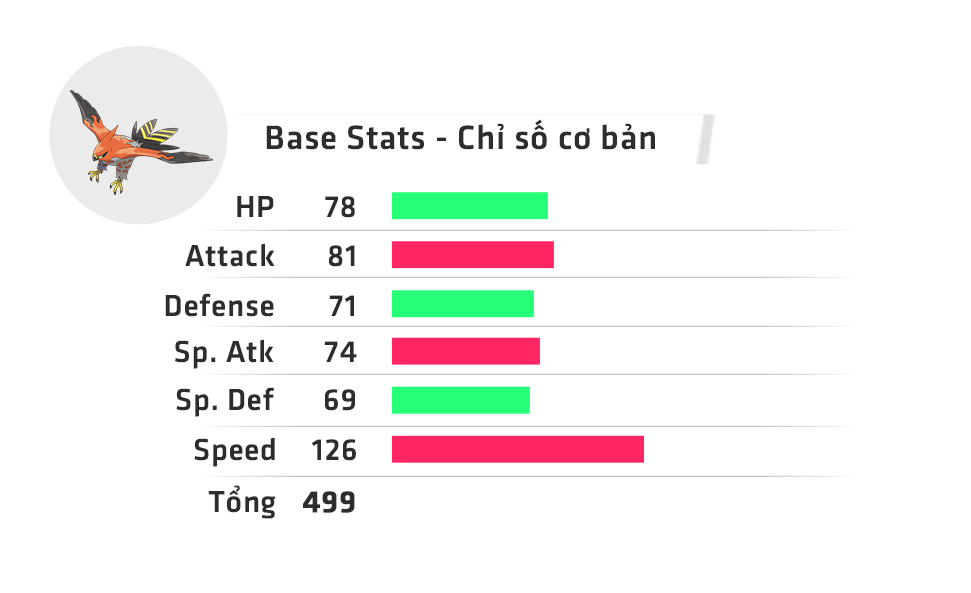 Base Stats - Chỉ số cơ bản
HP 78
Attack 81
Defense 71
Sp. Atk 74
Sp. Def 69
Speed 126
Tổng 499